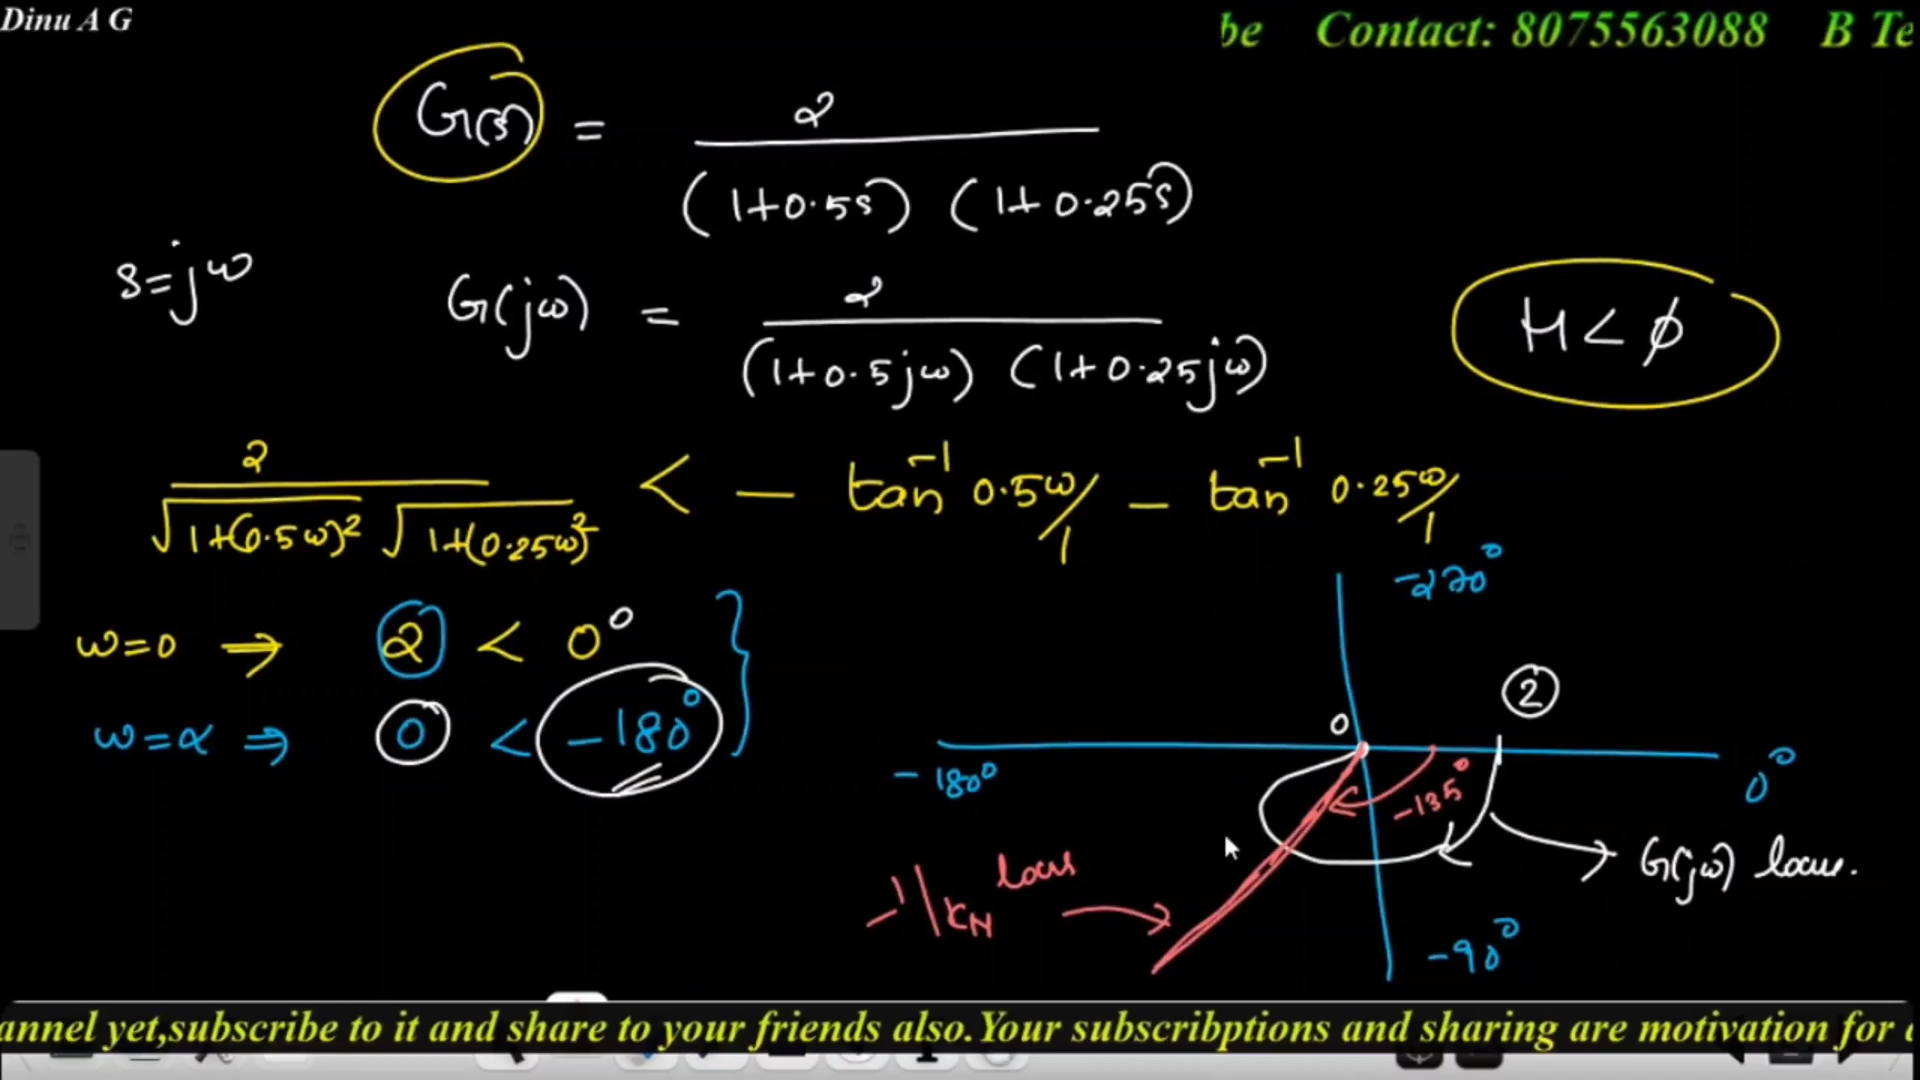 Dinu A G
be Contact: 8075563088 B Te
G(s) = 2 / (1+0.5s) (1+0.25s)
s=jω
G(jω) = 2 / (1+0.5jω) (1+0.25jω)
M < φ
2 / √1+(0.5ω)² √1+(0.25ω)² < - tan⁻¹ 0.5ω/1 - tan⁻¹ 0.25ω/1
-270°
ω=0 ⇒ 2 < 0°
ω=α ⇒ 0 < -180°
0
2
-180°
0°
-135°
G(jω) locus.
-1/KN locus
-90°
annel yet,subscribe to it and share to your friends also.Your subscribptions and sharing are motivation for